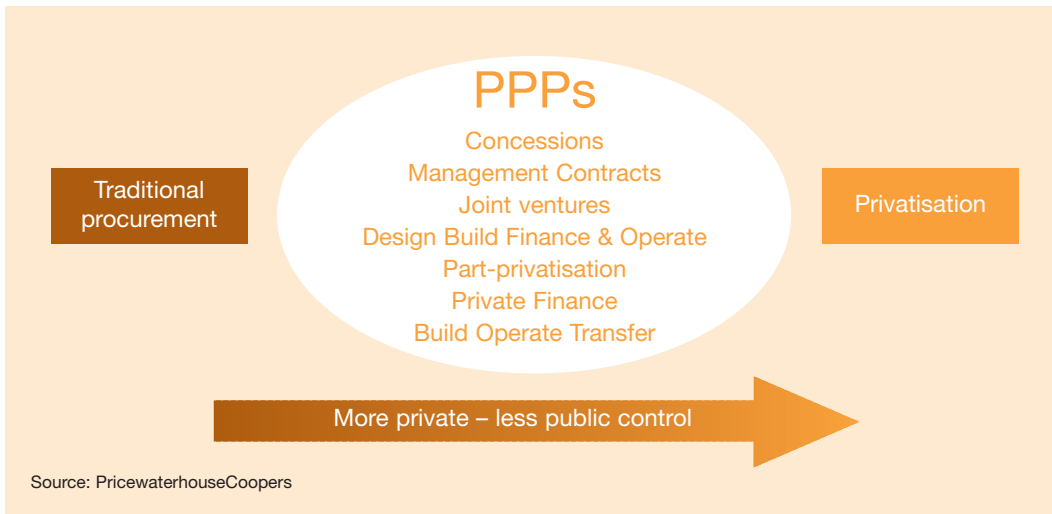 PPPs
Concessions
Management Contracts
Joint ventures
Design Build Finance & Operate
Part-privatisation
Private Finance
Build Operate Transfer
Traditional
procurement
Privatisation
More private – less public control
Source: PricewaterhouseCoopers